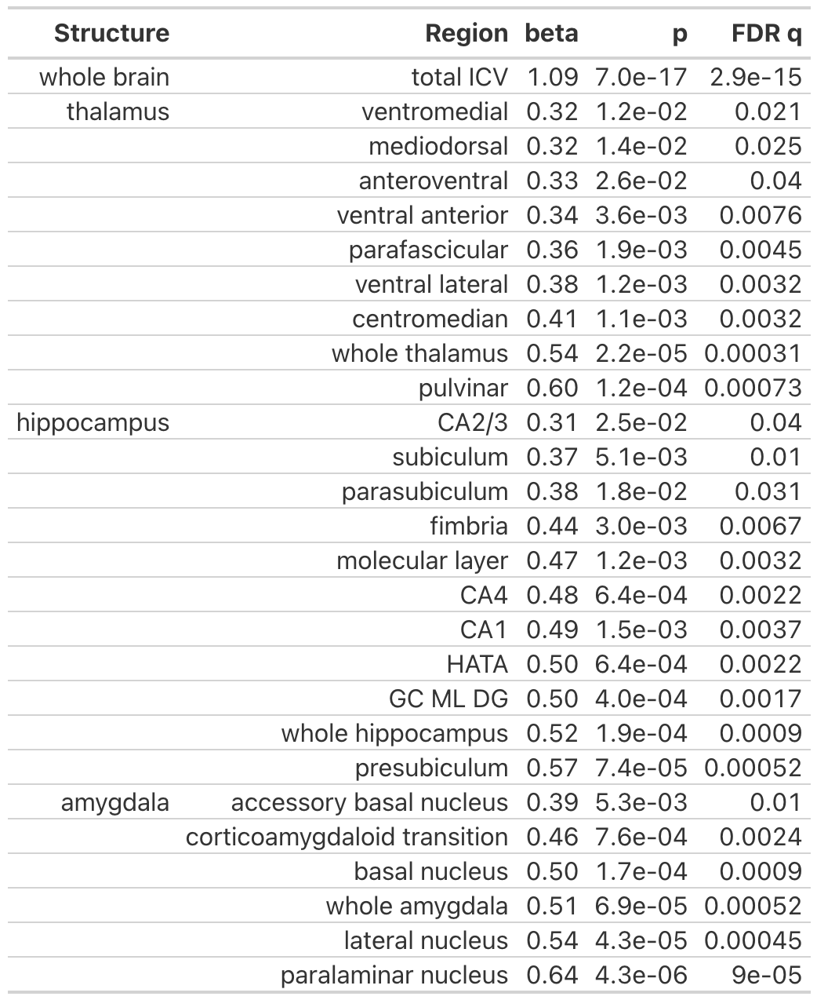 Structure Region beta p FDR q
whole brain total ICV 1.09 7.0e-17 2.9e-15
thalamus ventromedial 0.32 1.2e-02 0.021
mediodorsal 0.32 1.4e-02 0.025
anteroventral 0.33 2.6e-02 0.04
ventral anterior 0.34 3.6e-03 0.0076
parafascicular 0.36 1.9e-03 0.0045
ventral lateral 0.38 1.2e-03 0.0032
centromedian 0.41 1.1e-03 0.0032
whole thalamus 0.54 2.2e-05 0.00031
pulvinar 0.60 1.2e-04 0.00073
hippocampus CA2/3 0.31 2.5e-02 0.04
subiculum 0.37 5.1e-03 0.01
parasubiculum 0.38 1.8e-02 0.031
fimbria 0.44 3.0e-03 0.0067
molecular layer 0.47 1.2e-03 0.0032
CA4 0.48 6.4e-04 0.0022
CA1 0.49 1.5e-03 0.0037
HATA 0.50 6.4e-04 0.0022
GC ML DG 0.50 4.0e-04 0.0017
whole hippocampus 0.52 1.9e-04 0.0009
presubiculum 0.57 7.4e-05 0.00052
amygdala accessory basal nucleus 0.39 5.3e-03 0.01
corticoamygdaloid transition 0.46 7.6e-04 0.0024
basal nucleus 0.50 1.7e-04 0.0009
whole amygdala 0.51 6.9e-05 0.00052
lateral nucleus 0.54 4.3e-05 0.00045
paralaminar nucleus 0.64 4.3e-06 9e-05